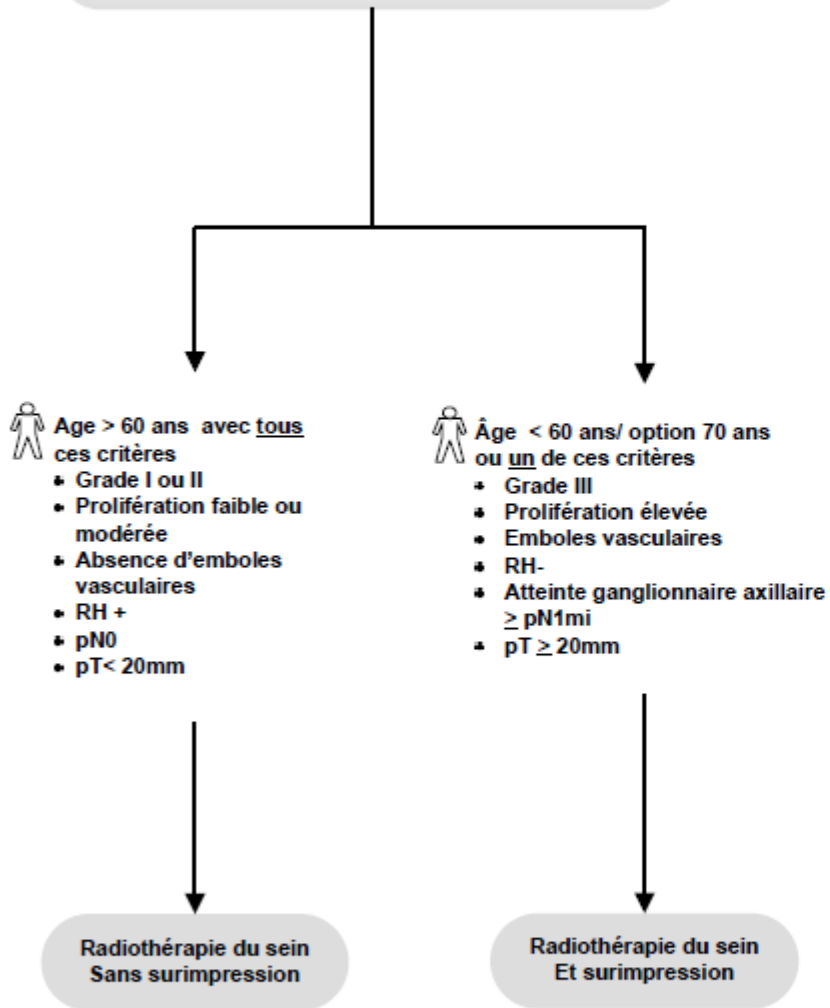 Age > 60 ans avec tous
ces critères
Grade I ou II
Prolifération faible ou
modérée
Absence d'emboles
vasculaires
RH +
pN0
pT< 20mm
Âge < 60 ans/ option 70 ans
ou un de ces critères
Grade III
Prolifération élevée
Emboles vasculaires
RH-
Atteinte ganglionnaire axillaire
≥ pN1mi
pT ≥ 20mm
Radiothérapie du sein
Sans surimpression
Radiothérapie du sein
Et surimpression